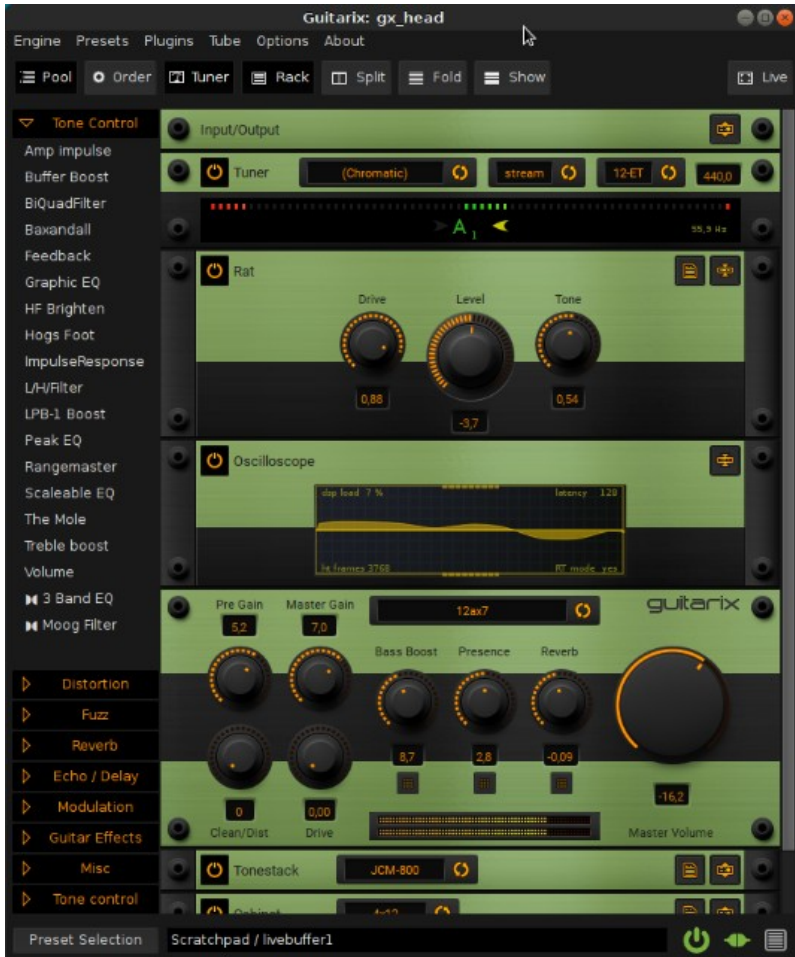 Guitarix: gx_head
Engine Presets Plugins Tube Options About
Pool Order Tuner Rack Split Fold Show Live
Tone Control
Amp impulse
Buffer Boost
BiQuadFilter
Baxandall
Feedback
Graphic EQ
HF Brighten
Hogs Foot
ImpulseResponse
L/H/Filter
LPB-1 Boost
Peak EQ
Rangemaster
Scaleable EQ
The Mole
Treble boost
Volume
3 Band EQ
Moog Filter
Distortion
Fuzz
Reverb
Echo / Delay
Modulation
Guitar Effects
Misc
Tone control
Input/Output
Tuner (Chromatic) stream 12-ET 440,0
A 1 55,9 Hz
Rat
Drive Level Tone
0,88 -3,7 0,54
Oscilloscope
dsp load 7 % latency 128
ht frames 3768 RT mode yes
Pre Gain Master Gain 12ax7 guitarix
5,2 7,0
Bass Boost Presence Reverb
8,7 2,8 -0,09
-16,2
0 0,00
Clean/Dist Drive Master Volume
Tonestack JCM-800
Cabinet 4x12
Preset Selection Scratchpad / livebuffer1